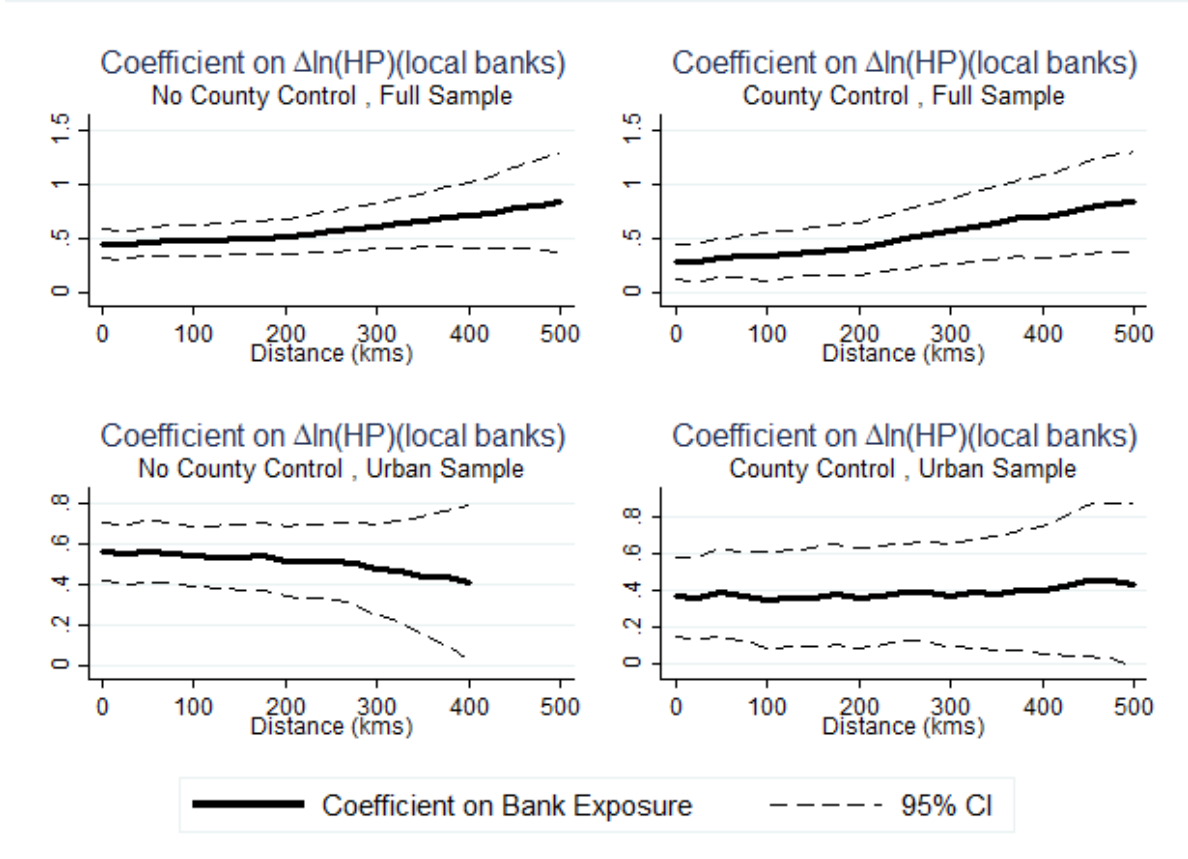 Coefficient on Δln(HP)(local banks)
No County Control , Full Sample
1.5
1
.5
0
0 100 200 300 400 500
Distance (kms)
Coefficient on Δln(HP)(local banks)
County Control , Full Sample
1.5
1
.5
0
0 100 200 300 400 500
Distance (kms)
Coefficient on Δln(HP)(local banks)
No County Control , Urban Sample
.8
.6
.4
.2
0
0 100 200 300 400 500
Distance (kms)
Coefficient on Δln(HP)(local banks)
County Control , Urban Sample
.8
.6
.4
.2
0
0 100 200 300 400 500
Distance (kms)
Coefficient on Bank Exposure
95% CI